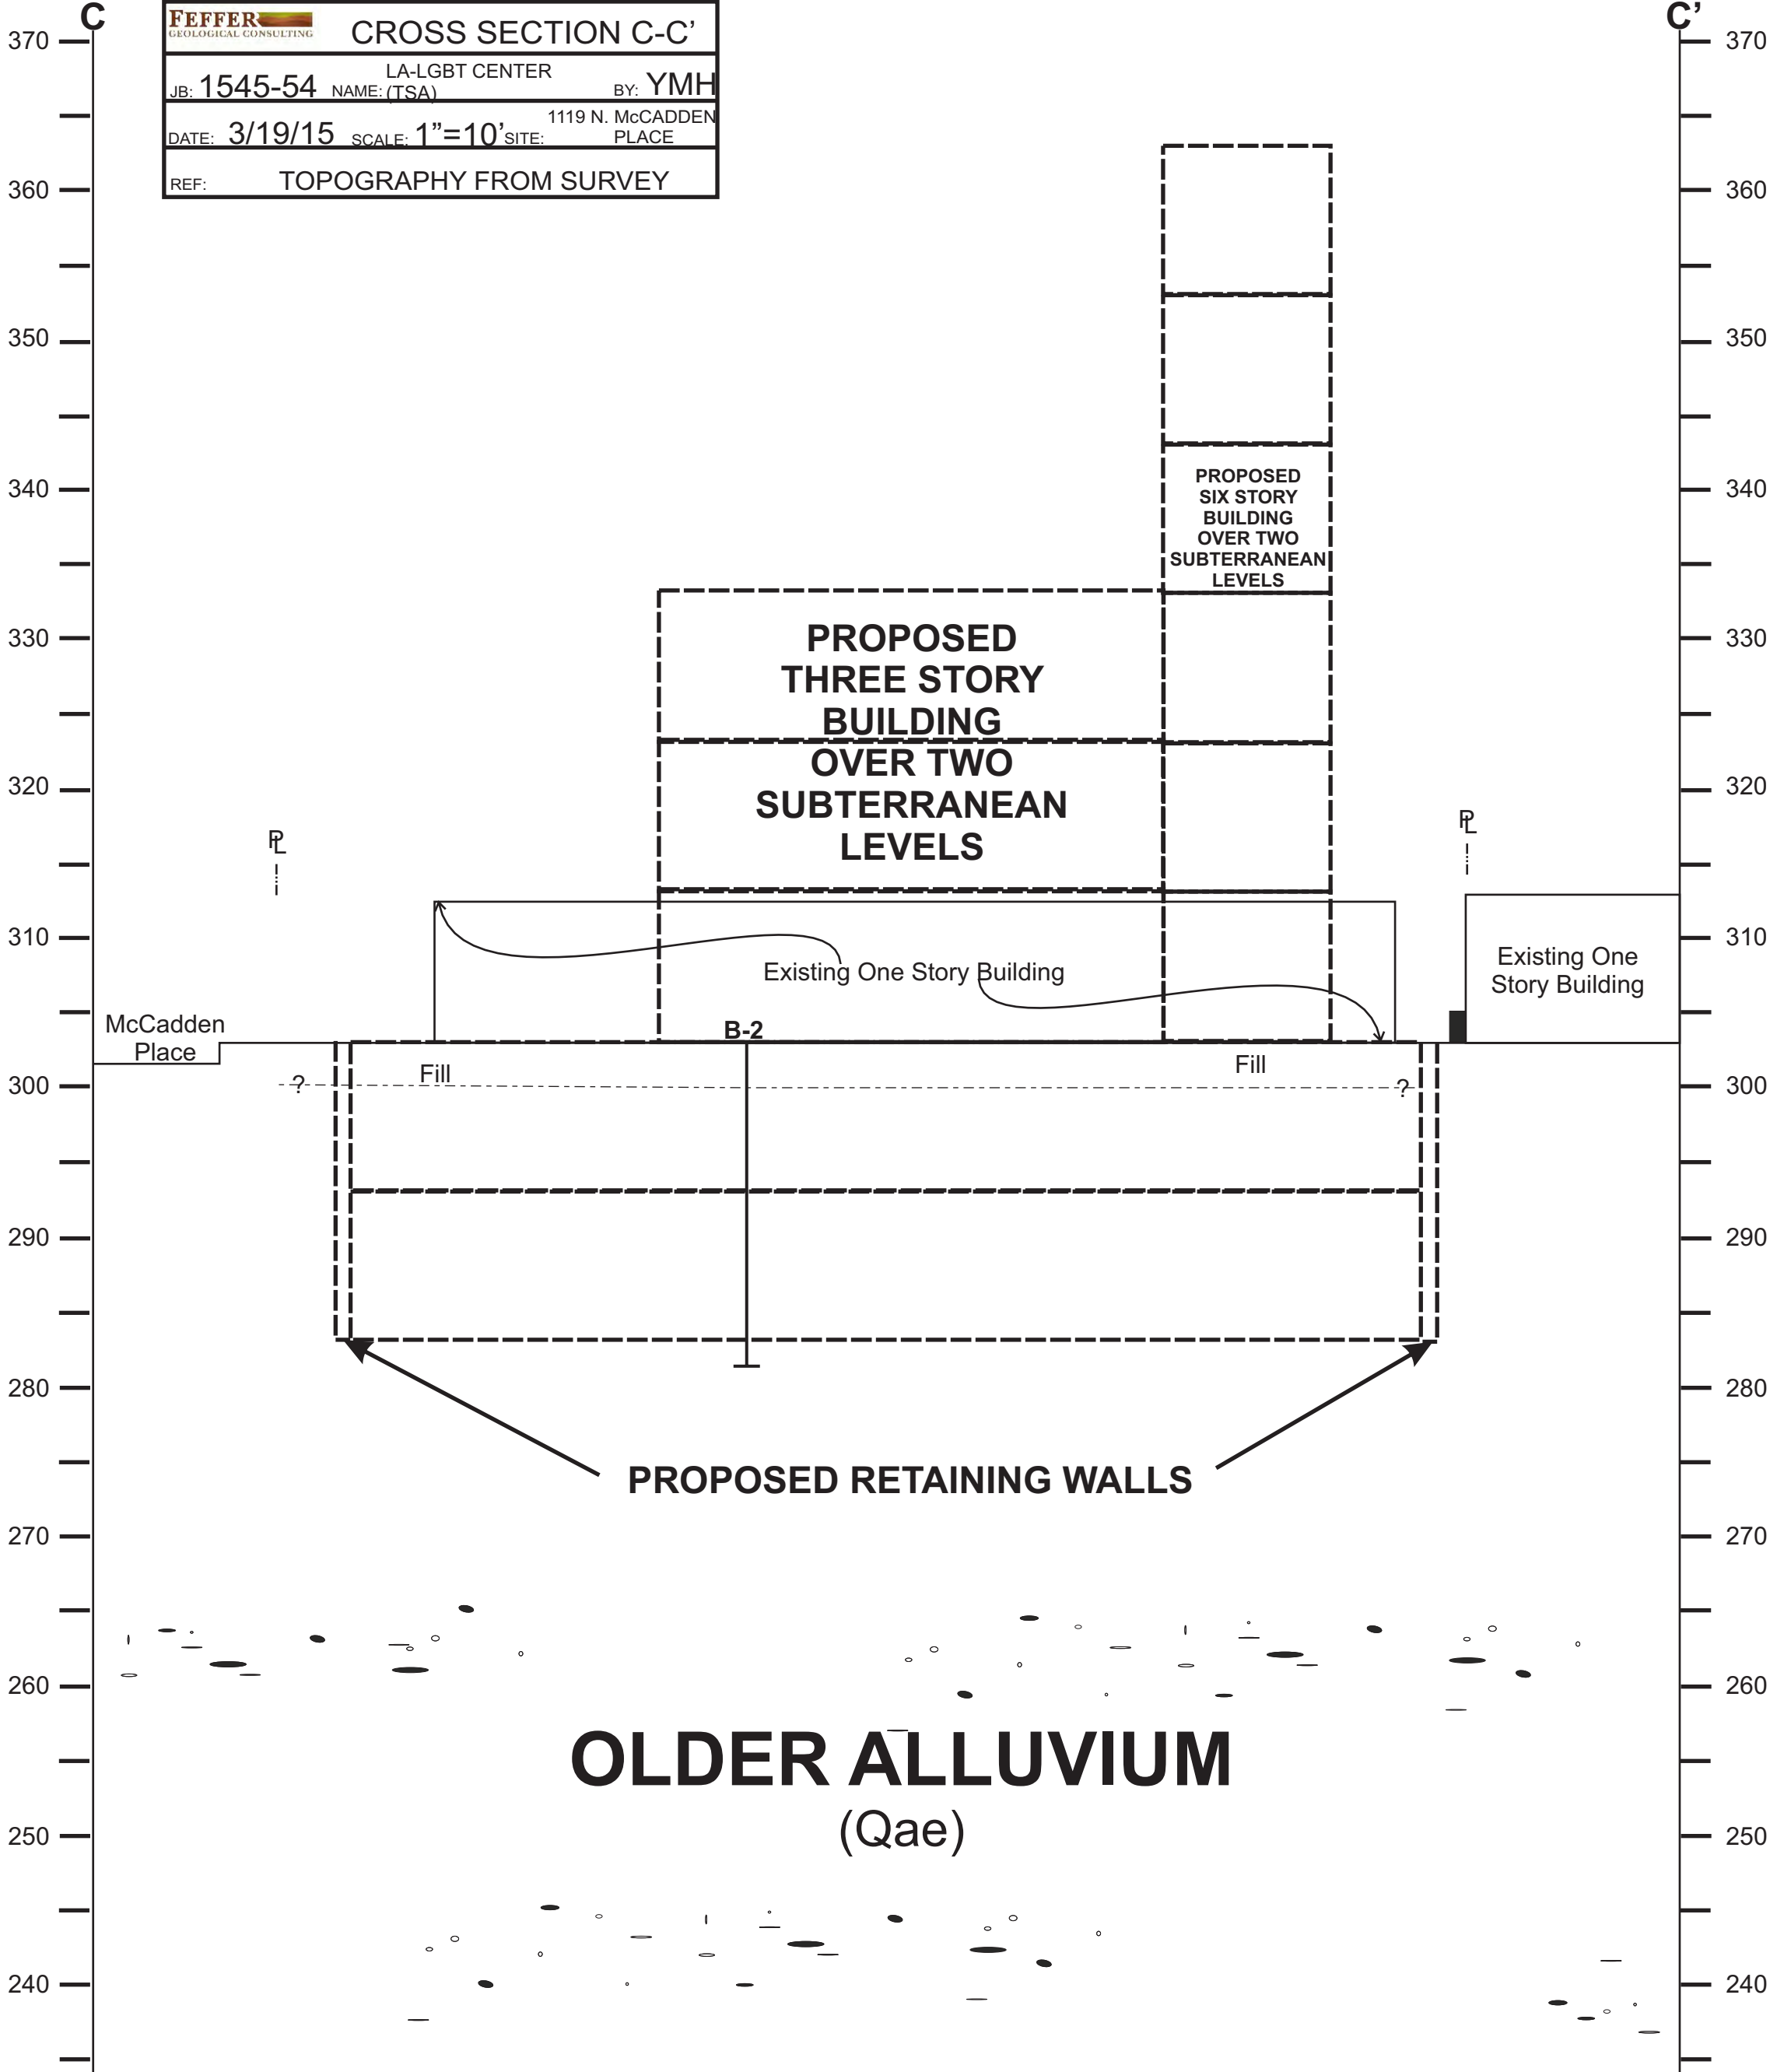 C
C’
FEFFER
GEOLOGICAL CONSULTING
CROSS SECTION C-C’
JB: 1545-54 NAME: LA-LGBT CENTER
(TSA)
BY: YMH
DATE: 3/19/15 SCALE: 1”=10’ SITE: 1119 N. McCADDEN
PLACE
REF: TOPOGRAPHY FROM SURVEY
370 370
360 360
350 350
340 340
PROPOSED
SIX STORY
BUILDING
OVER TWO
SUBTERRANEAN
LEVELS
330 330
PROPOSED
THREE STORY
BUILDING
OVER TWO
SUBTERRANEAN
LEVELS
320 320
PL
PL
310 310
Existing One Story Building
Existing One
Story Building
McCadden
Place
B-2
Fill
Fill
300 ? ? 300
290 290
280 280
PROPOSED RETAINING WALLS
270 270
260 260
OLDER ALLUVIUM
(Qae)
250 250
240 240